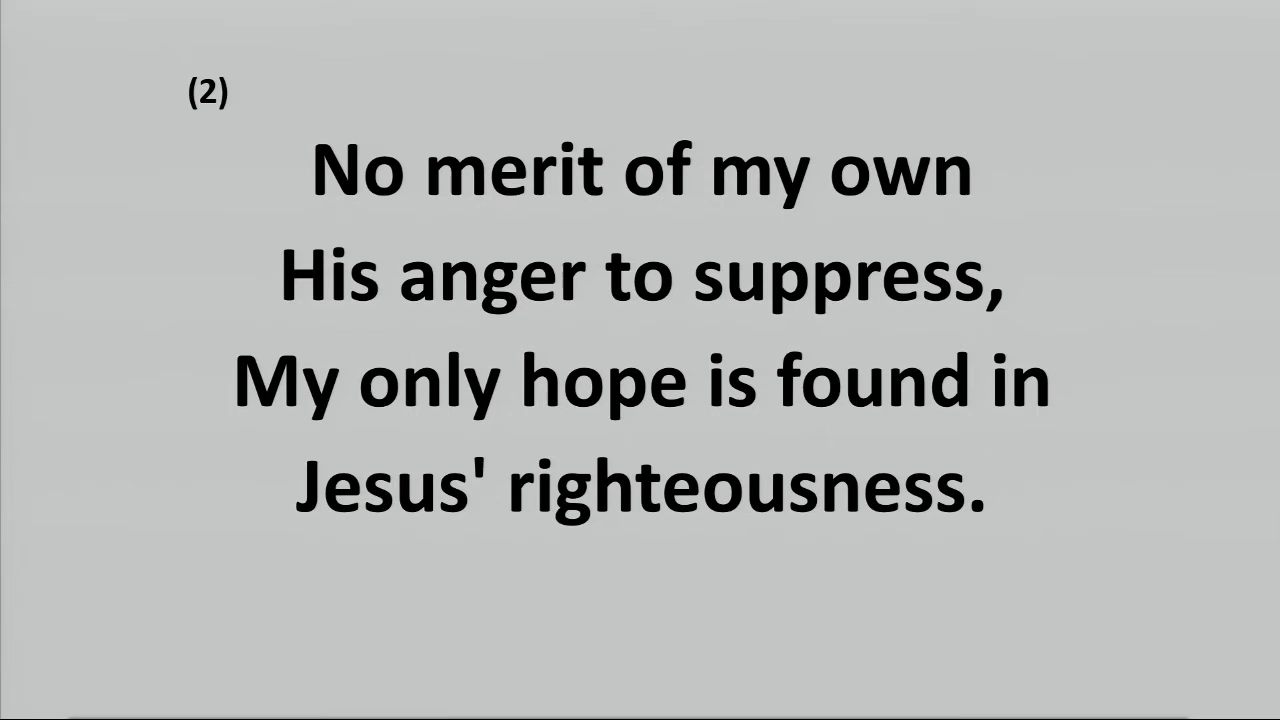 (2)
No merit of my own
His anger to suppress,
My only hope is found in
Jesus' righteousness.